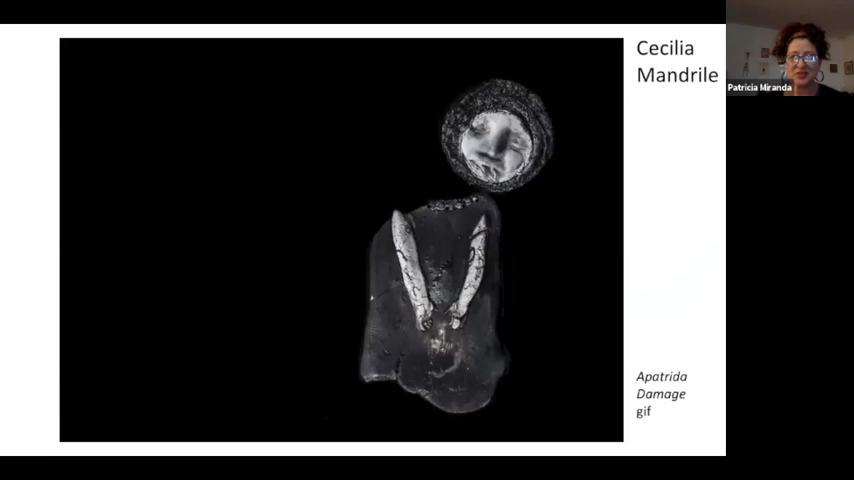 Cecilia
Mandrile
Patricia Miranda
Apatrida
Damage
gif